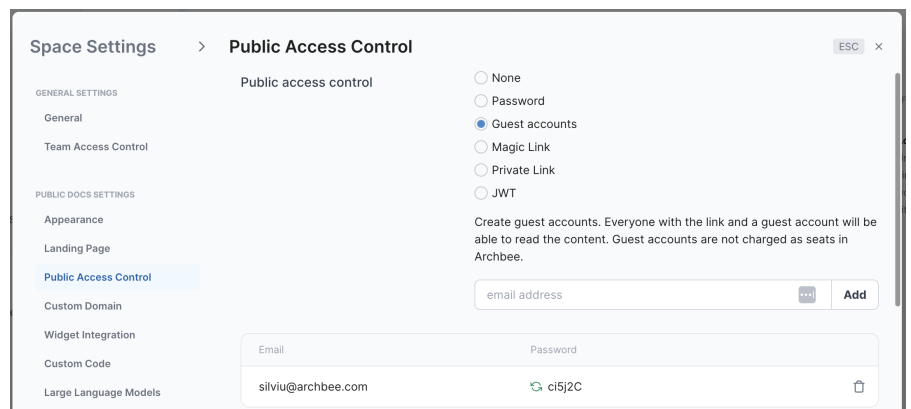 Space Settings
Public Access Control
ESC
GENERAL SETTINGS
General
Team Access Control
PUBLIC DOCS SETTINGS
Appearance
Landing Page
Public Access Control
Custom Domain
Widget Integration
Custom Code
Large Language Models
Public access control
None
Password
Guest accounts
Magic Link
Private Link
JWT
Create guest accounts. Everyone with the link and a guest account will be
able to read the content. Guest accounts are not charged as seats in
Archbee.
email address
Add
Email Password
silviu@archbee.com ci5j2C